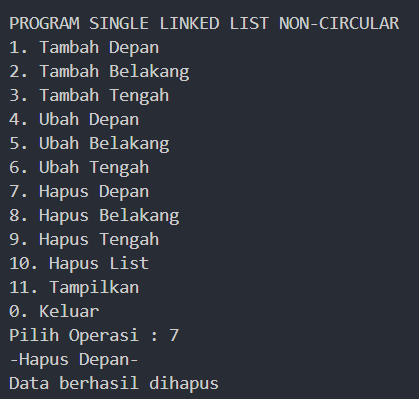 PROGRAM SINGLE LINKED LIST NON-CIRCULAR
1. Tambah Depan
2. Tambah Belakang
3. Tambah Tengah
4. Ubah Depan
5. Ubah Belakang
6. Ubah Tengah
7. Hapus Depan
8. Hapus Belakang
9. Hapus Tengah
10. Hapus List
11. Tampilkan
0. Keluar
Pilih Operasi : 7
-Hapus Depan-
Data berhasil dihapus